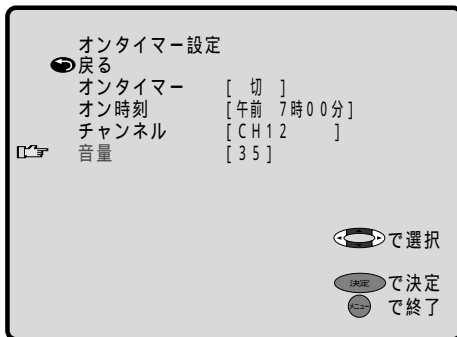 オンタイマー設定
戻る
オンタイマー [ 切 ]
オン時刻 [午前 7時00分]
チャンネル [CH12 ]
音量 [35]
で選択
決定 で決定
メニュー で終了